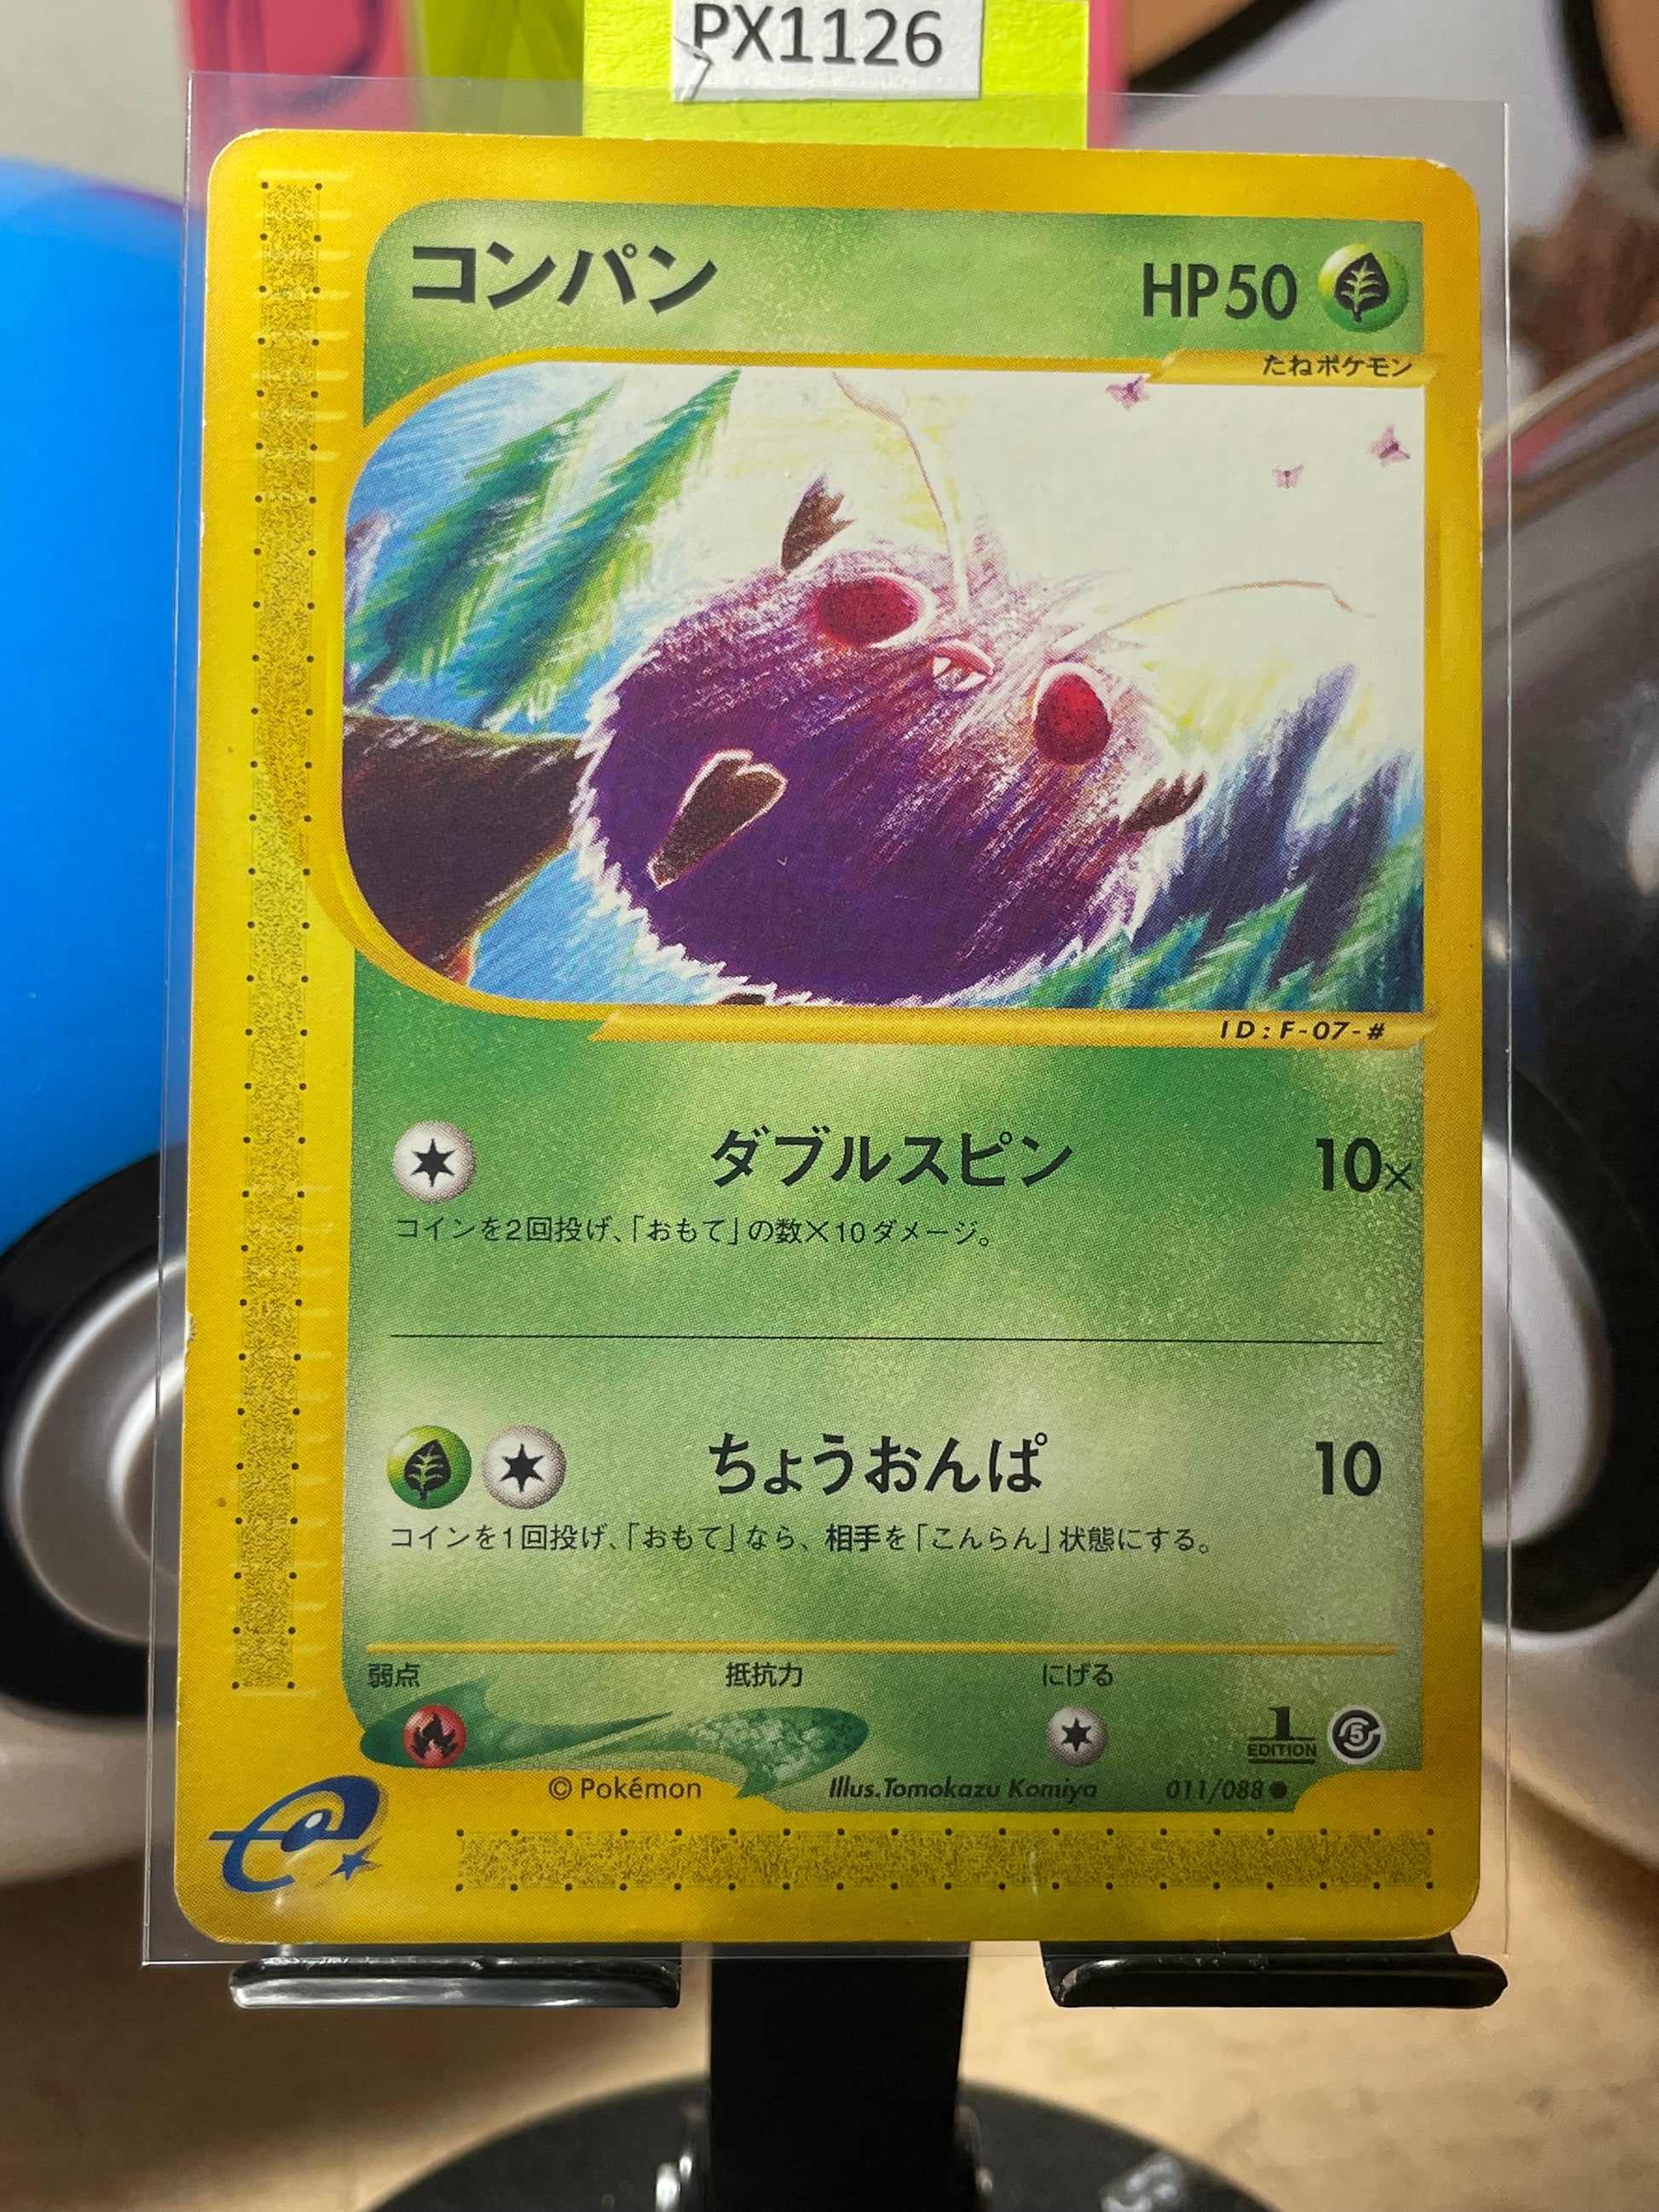 PX1126
コンパン
HP50
たねポケモン
ID:F-07-#
ダブルスピン 10×
コインを2回投げ、「おもて」の数×10ダメージ。
ちょうおんぱ 10
コインを1回投げ、「おもて」なら、相手を「こんらん」状態にする。
弱点 抵抗力 にげる
1 EDITION 5
© Pokémon Illus.Tomokazu Komiya 011/088●
e